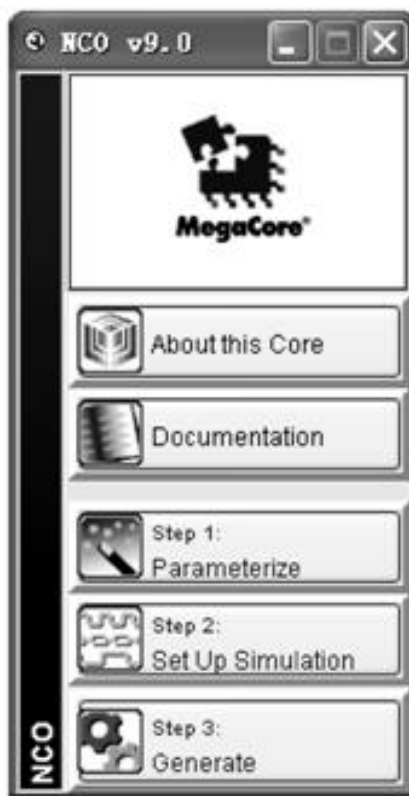 NCO v9.0
MegaCore®
About this Core
Documentation
Step 1:
Parameterize
Step 2:
Set Up Simulation
Step 3:
Generate
NCO